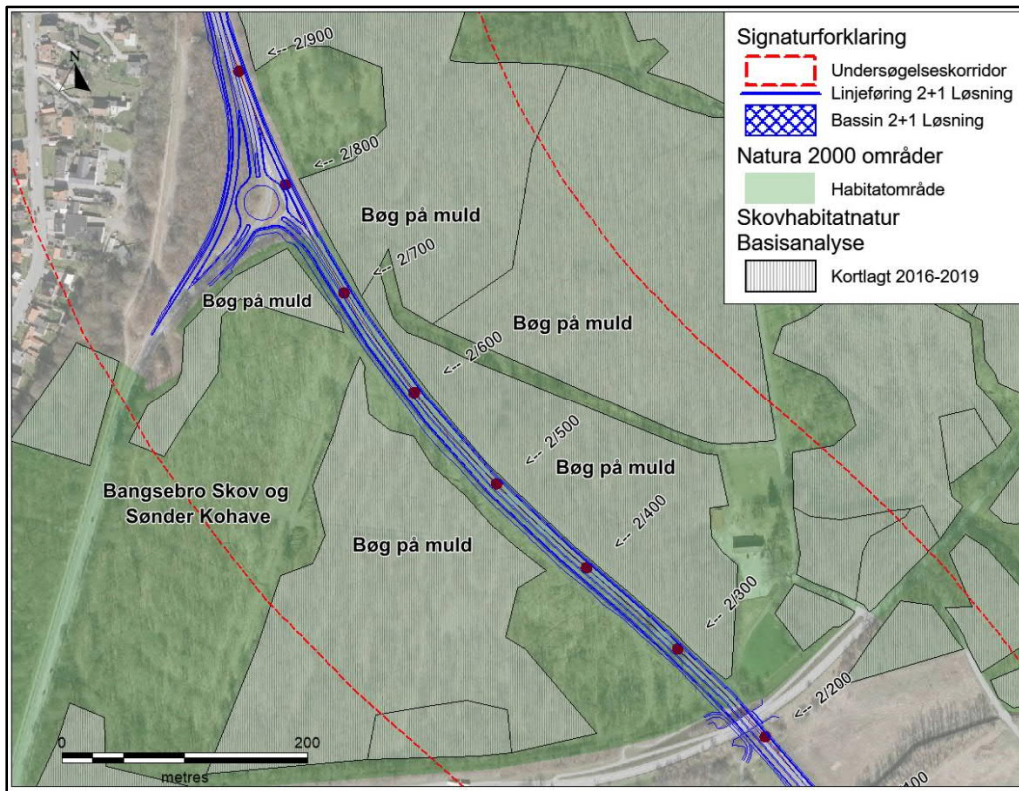 Signaturforklaring
Undersøgelseskorridor
Linjeføring 2+1 Løsning
Bassin 2+1 Løsning
Natura 2000 områder
Habitatområde
Skovhabitatnatur
Basisanalyse
Kortlagt 2016-2019
N
<-- 2/900
<-- 2/800
Bøg på muld
<-- 2/700
Bøg på muld
Bøg på muld
<-- 2/600
<-- 2/500
Bøg på muld
Bangsebro Skov og
Sønder Kohave
<-- 2/400
Bøg på muld
<-- 2/300
<-- 2/200
100
0
200
metres